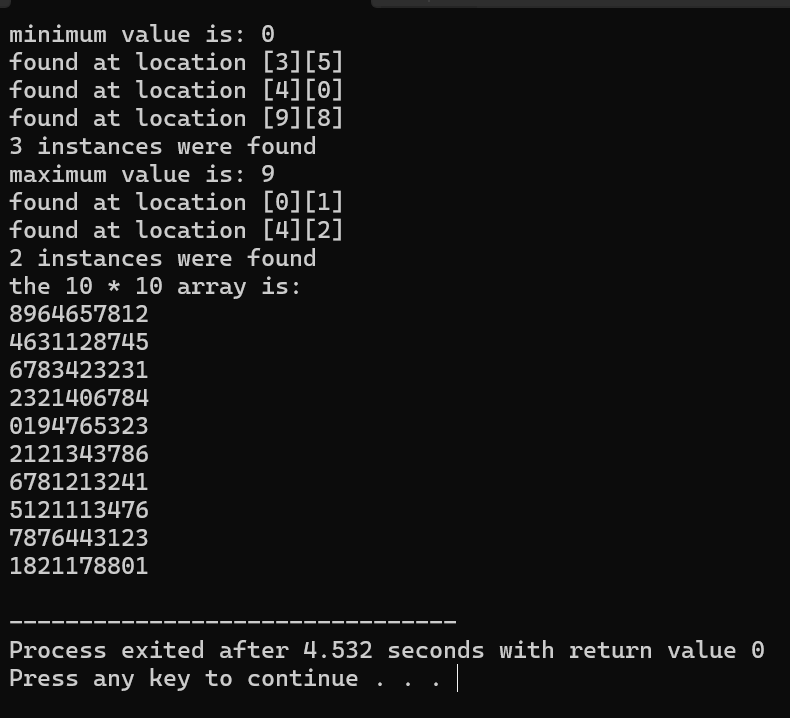 minimum value is: 0
found at location [3][5]
found at location [4][0]
found at location [9][8]
3 instances were found
maximum value is: 9
found at location [0][1]
found at location [4][2]
2 instances were found
the 10 * 10 array is:
8964657812
4631128745
6783423231
2321406784
0194765323
2121343786
6781213241
5121113476
7876443123
1821178801
--------------------------------
Process exited after 4.532 seconds with return value 0
Press any key to continue . . .